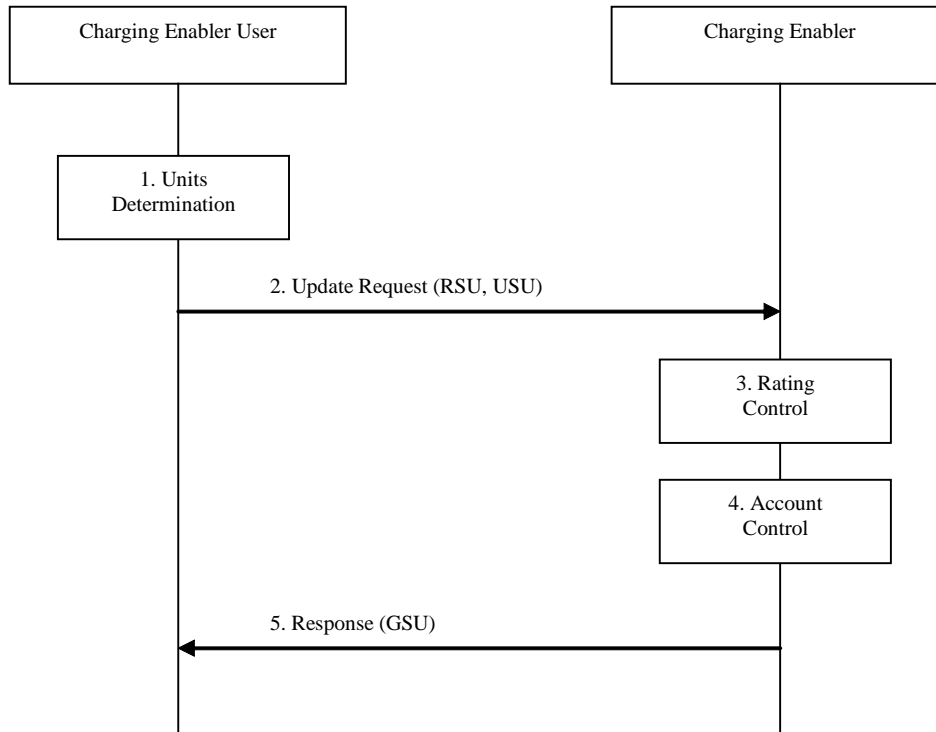 Charging Enabler User
Charging Enabler
1. Units
Determination
2. Update Request (RSU, USU)
3. Rating
Control
4. Account
Control
5. Response (GSU)